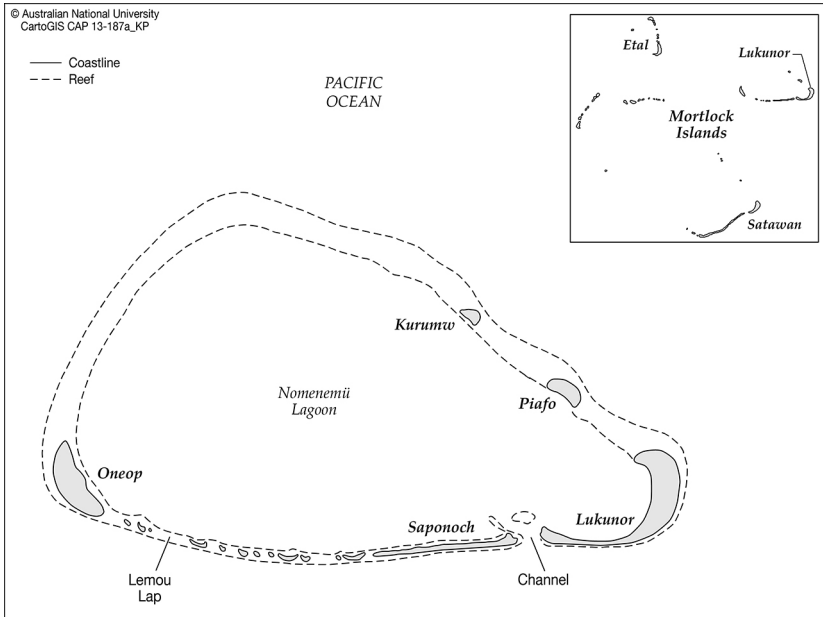 © Australian National University
CartoGIS CAP 13-187a_KP
Coastline
Reef
PACIFIC
OCEAN
Etal
Lukunor
Mortlock
Islands
Satawan
Kurumw
Piafo
Nomenemü
Lagoon
Oneop
Saponoch
Lukunor
Lemou
Lap
Channel